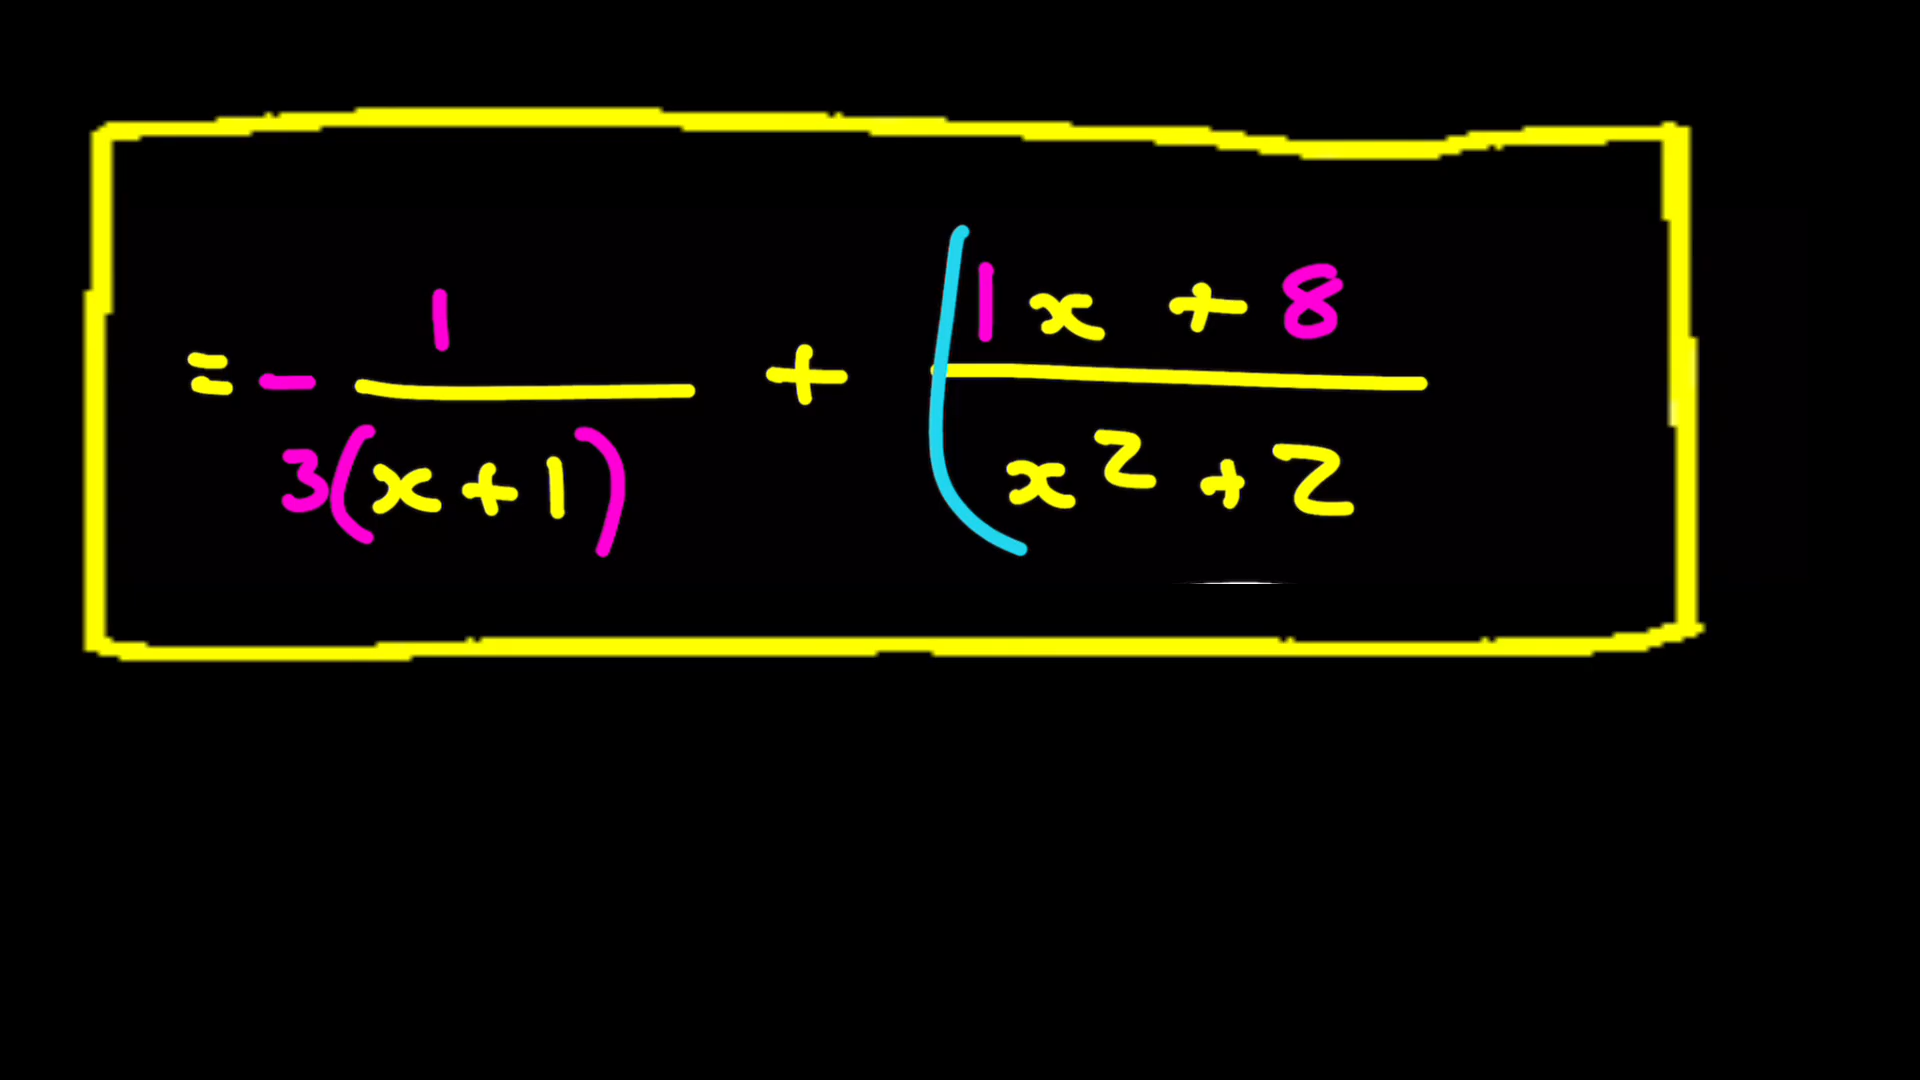 = - 1/3(x+1) + (1x + 8/x² + 2